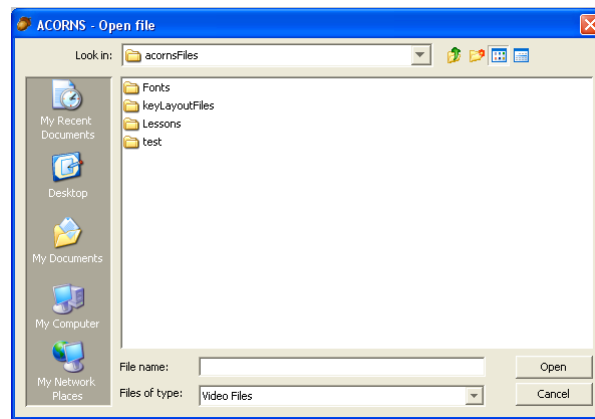 ACORNS - Open file
Look in:
acornsFiles
My Recent
Documents
Desktop
My Documents
My Computer
My Network
Places
Fonts
keyLayoutFiles
Lessons
test
File name:
Open
Files of type:
Video Files
Cancel